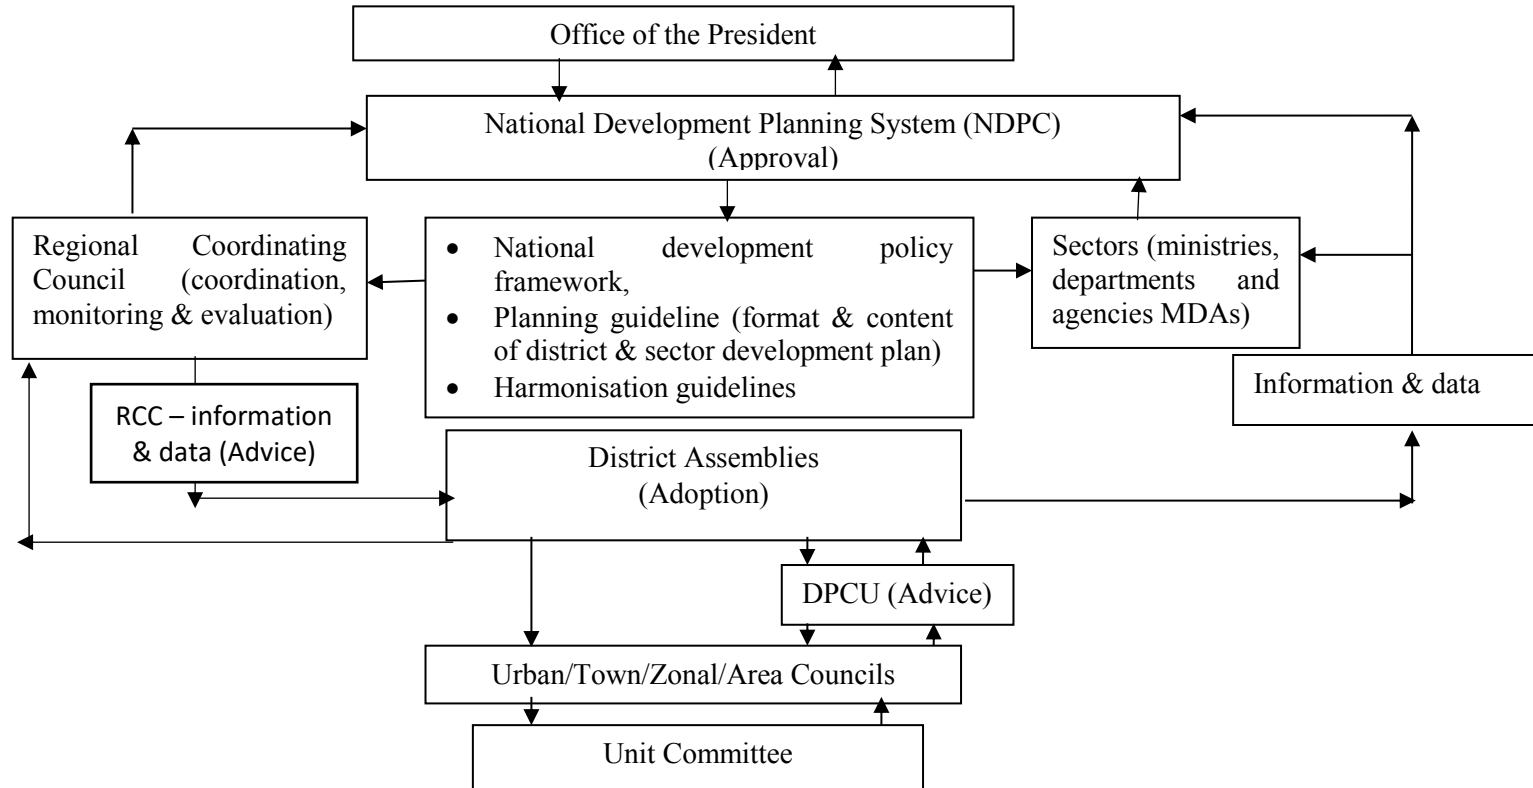 Office of the President
National Development Planning System (NDPC)
(Approval)
Regional Coordinating
Council (coordination,
monitoring & evaluation)
• National development policy
framework,
• Planning guideline (format & content
of district & sector development plan)
• Harmonisation guidelines
Sectors (ministries,
departments and
agencies MDAs)
RCC – information
& data (Advice)
Information & data
District Assemblies
(Adoption)
DPCU (Advice)
Urban/Town/Zonal/Area Councils
Unit Committee